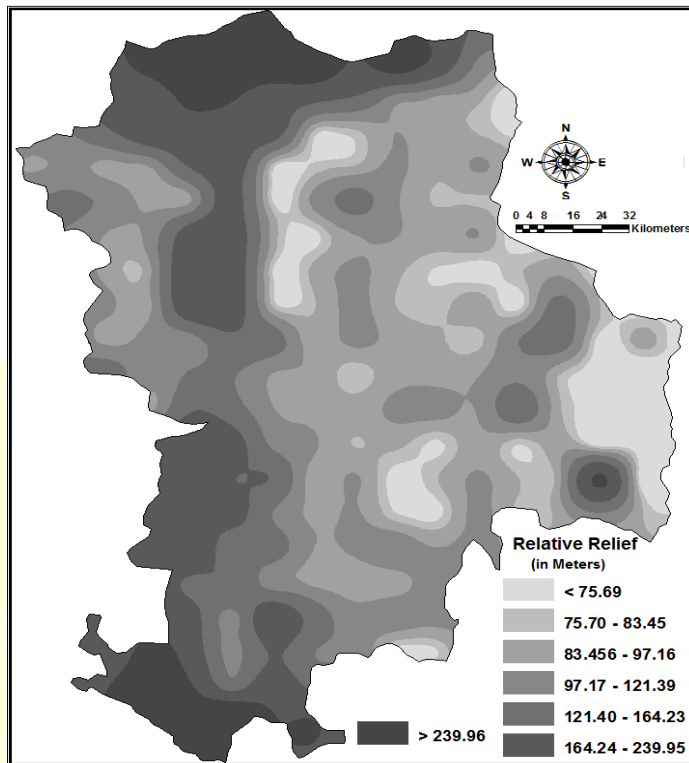 N
W E
S
0 4 8 16 24 32
Kilometers
Relative Relief
(in Meters)
< 75.69
75.70 - 83.45
83.456 - 97.16
97.17 - 121.39
121.40 - 164.23
> 239.96
164.24 - 239.95